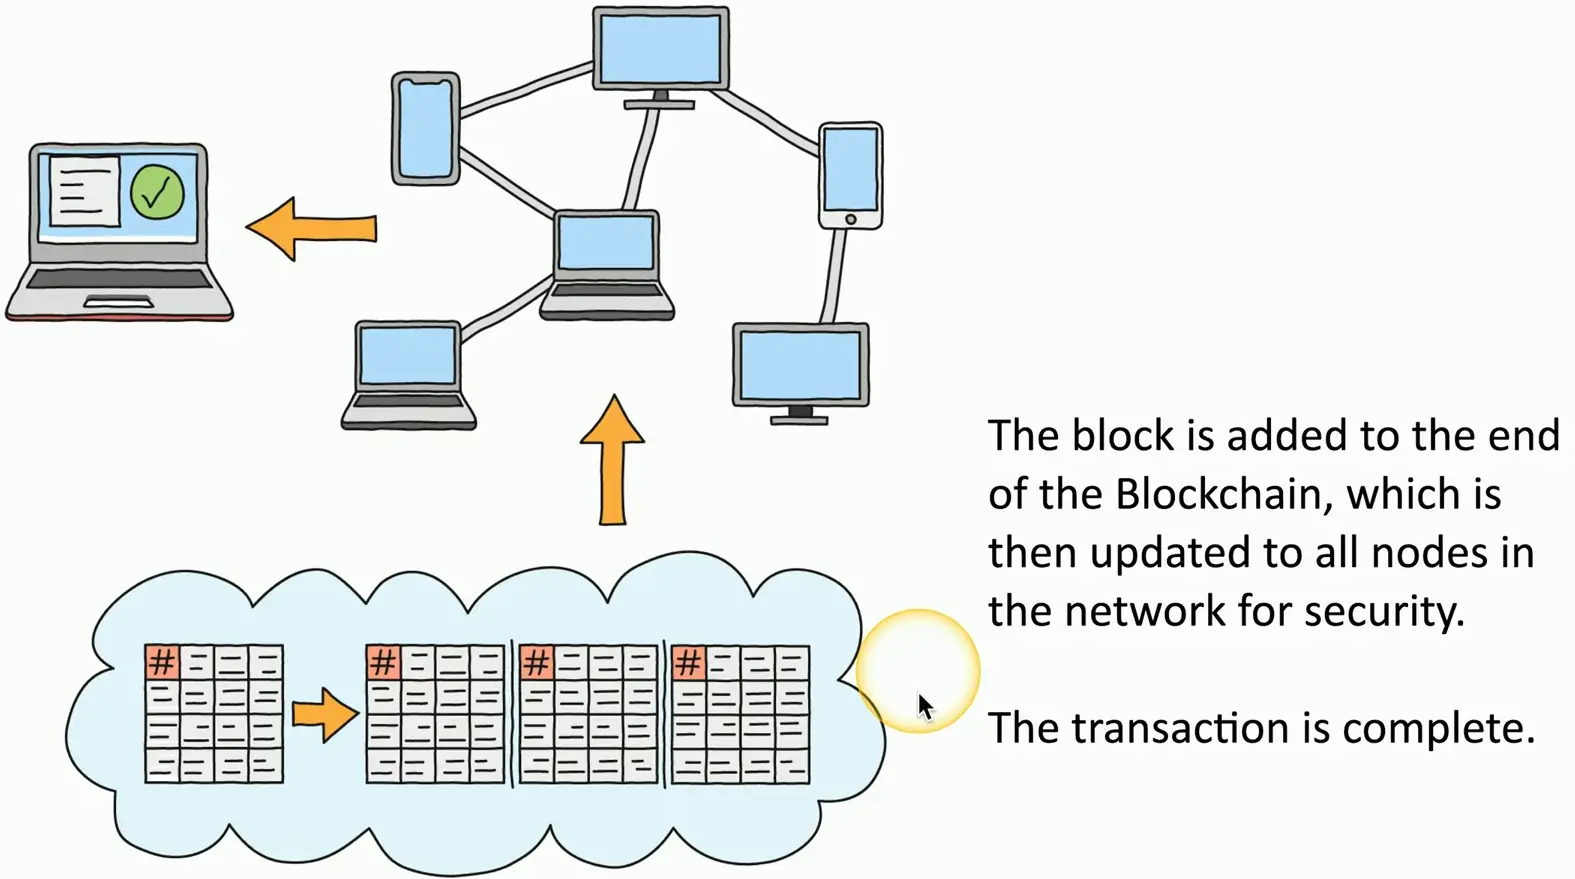 # # # #
The block is added to the end
of the Blockchain, which is
then updated to all nodes in
the network for security.
The transaction is complete.